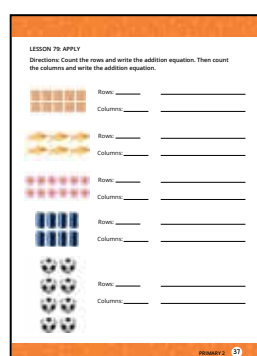 LESSON 79: APPLY
Directions: Count the rows and write the addition equation. Then count
the columns and write the addition equation.
Rows:
Columns:
Rows:
Columns:
Rows:
Columns:
Rows:
Columns:
Rows:
Columns:
PRIMARY 2 37